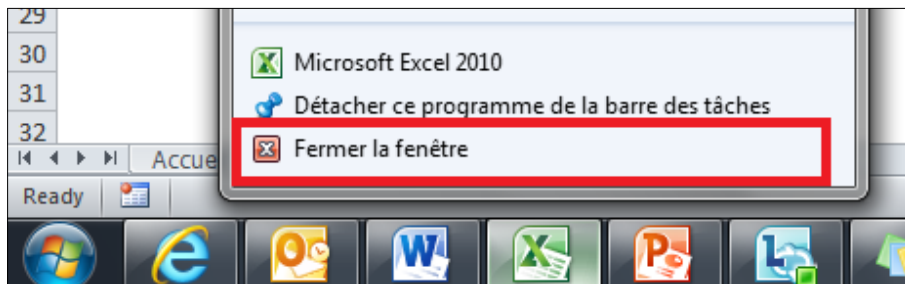 29
30
Microsoft Excel 2010
31
Détacher ce programme de la barre des tâches
32
Fermer la fenêtre
Accue
Ready